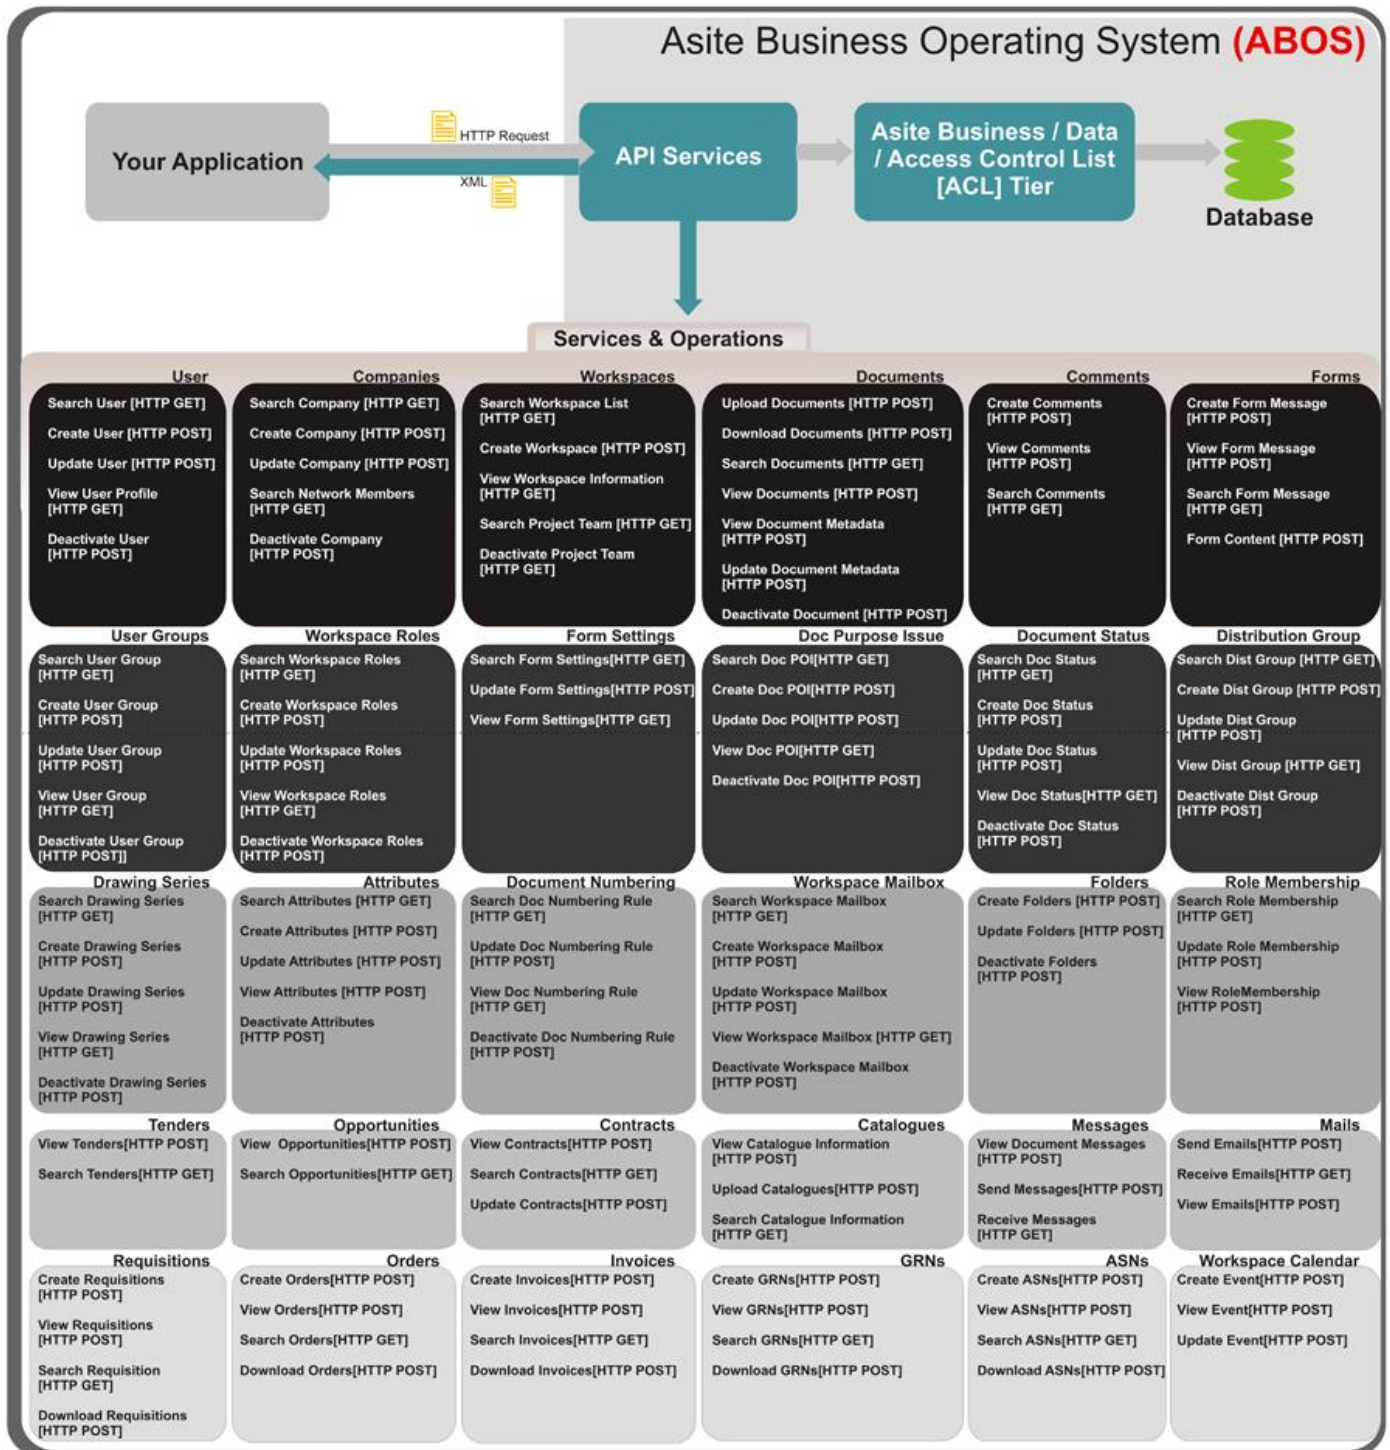 Asite Business Operating System (ABOS)
Your Application
HTTP Request
XML
API Services
Asite Business / Data
/ Access Control List
[ACL] Tier
Database
Services & Operations
User
Search User [HTTP GET]
Create User [HTTP POST]
Update User [HTTP POST]
View User Profile
[HTTP GET]
Deactivate User
[HTTP POST]
Companies
Search Company [HTTP GET]
Create Company [HTTP POST]
Update Company [HTTP POST]
Search Network Members
[HTTP GET]
Deactivate Company
[HTTP POST]
Workspaces
Search Workspace List
[HTTP GET]
Create Workspace [HTTP POST]
View Workspace Information
[HTTP GET]
Search Project Team [HTTP GET]
Deactivate Project Team
[HTTP GET]
Documents
Upload Documents [HTTP POST]
Download Documents [HTTP POST]
Search Documents [HTTP GET]
View Documents [HTTP POST]
View Document Metadata
[HTTP POST]
Update Document Metadata
[HTTP POST]
Deactivate Document [HTTP POST]
Comments
Create Comments
[HTTP POST]
View Comments
[HTTP POST]
Search Comments
[HTTP GET]
Forms
Create Form Message
[HTTP POST]
View Form Message
[HTTP POST]
Search Form Message
[HTTP GET]
Form Content [HTTP POST]
User Groups
Search User Group
[HTTP GET]
Create User Group
[HTTP POST]
Update User Group
[HTTP POST]
View User Group
[HTTP GET]
Deactivate User Group
[HTTP POST]]
Workspace Roles
Search Workspace Roles
[HTTP GET]
Create Workspace Roles
[HTTP POST]
Update Workspace Roles
[HTTP POST]
View Workspace Roles
[HTTP GET]
Deactivate Workspace Roles
[HTTP POST]
Form Settings
Search Form Settings[HTTP GET]
Update Form Settings[HTTP POST]
View Form Settings[HTTP GET]
Doc Purpose Issue
Search Doc POI[HTTP GET]
Create Doc POI[HTTP POST]
Update Doc POI[HTTP POST]
View Doc POI[HTTP GET]
Deactivate Doc POI[HTTP POST]
Document Status
Search Doc Status
[HTTP GET]
Create Doc Status
[HTTP POST]
Update Doc Status
[HTTP POST]
View Doc Status[HTTP GET]
Deactivate Doc Status
[HTTP POST]
Distribution Group
Search Dist Group [HTTP GET]
Create Dist Group [HTTP POST]
Update Dist Group
[HTTP POST]
View Dist Group [HTTP GET]
Deactivate Dist Group
[HTTP POST]
Drawing Series
Search Drawing Series
[HTTP GET]
Create Drawing Series
[HTTP POST]
Update Drawing Series
[HTTP POST]
View Drawing Series
[HTTP GET]
Deactivate Drawing Series
[HTTP POST]
Attributes
Search Attributes [HTTP GET]
Create Attributes [HTTP POST]
Update Attributes [HTTP POST]
View Attributes [HTTP POST]
Deactivate Attributes
[HTTP POST]
Document Numbering
Search Doc Numbering Rule
[HTTP GET]
Update Doc Numbering Rule
[HTTP POST]
View Doc Numbering Rule
[HTTP GET]
Deactivate Doc Numbering Rule
[HTTP POST]
Workspace Mailbox
Search Workspace Mailbox
[HTTP GET]
Create Workspace Mailbox
[HTTP POST]
Update Workspace Mailbox
[HTTP POST]
View Workspace Mailbox [HTTP GET]
Deactivate Workspace Mailbox
[HTTP POST]
Folders
Create Folders [HTTP POST]
Update Folders [HTTP POST]
Deactivate Folders
[HTTP POST]
Role Membership
Search Role Membership
[HTTP GET]
Update Role Membership
[HTTP POST]
View RoleMembership
[HTTP POST]
Tenders
View Tenders[HTTP POST]
Search Tenders[HTTP GET]
Opportunities
View Opportunities[HTTP POST]
Search Opportunities[HTTP GET]
Contracts
View Contracts[HTTP POST]
Search Contracts[HTTP GET]
Update Contracts[HTTP POST]
Catalogues
View Catalogue Information
[HTTP POST]
Upload Catalogues[HTTP POST]
Search Catalogue Information
[HTTP GET]
Messages
View Document Messages
[HTTP POST]
Send Messages[HTTP POST]
Receive Messages
[HTTP GET]
Mails
Send Emails[HTTP POST]
Receive Emails[HTTP GET]
View Emails[HTTP POST]
Requisitions
Create Requisitions
[HTTP POST]
View Requisitions
[HTTP POST]
Search Requisition
[HTTP GET]
Download Requisitions
[HTTP POST]
Orders
Create Orders[HTTP POST]
View Orders[HTTP POST]
Search Orders[HTTP GET]
Download Orders[HTTP POST]
Invoices
Create Invoices[HTTP POST]
View Invoices[HTTP POST]
Search Invoices[HTTP GET]
Download Invoices[HTTP POST]
GRNs
Create GRNs[HTTP POST]
View GRNs[HTTP POST]
Search GRNs[HTTP GET]
Download GRNs[HTTP POST]
ASNs
Create ASNs[HTTP POST]
View ASNs[HTTP POST]
Search ASNs[HTTP GET]
Download ASNs[HTTP POST]
Workspace Calendar
Create Event[HTTP POST]
View Event[HTTP POST]
Update Event[HTTP POST]